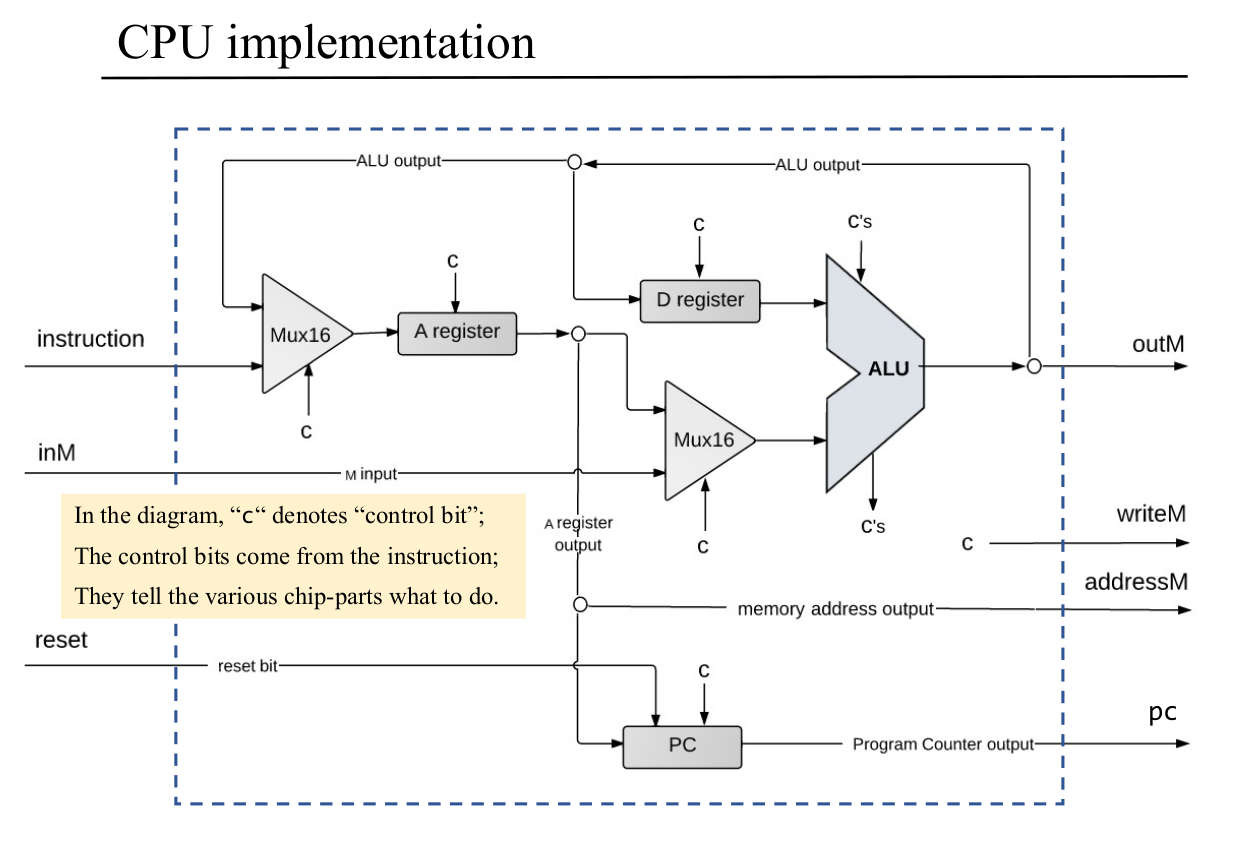 CPU implementation
ALU output
ALU output
c
c's
c
D register
A register
Mux16
instruction
outM
ALU
c
Mux16
inM
M input
writeM
In the diagram, “c“ denotes “control bit”;
A register
output
c's
c
c
The control bits come from the instruction;
addressM
They tell the various chip-parts what to do.
memory address output
reset
reset bit
c
pc
PC
Program Counter output